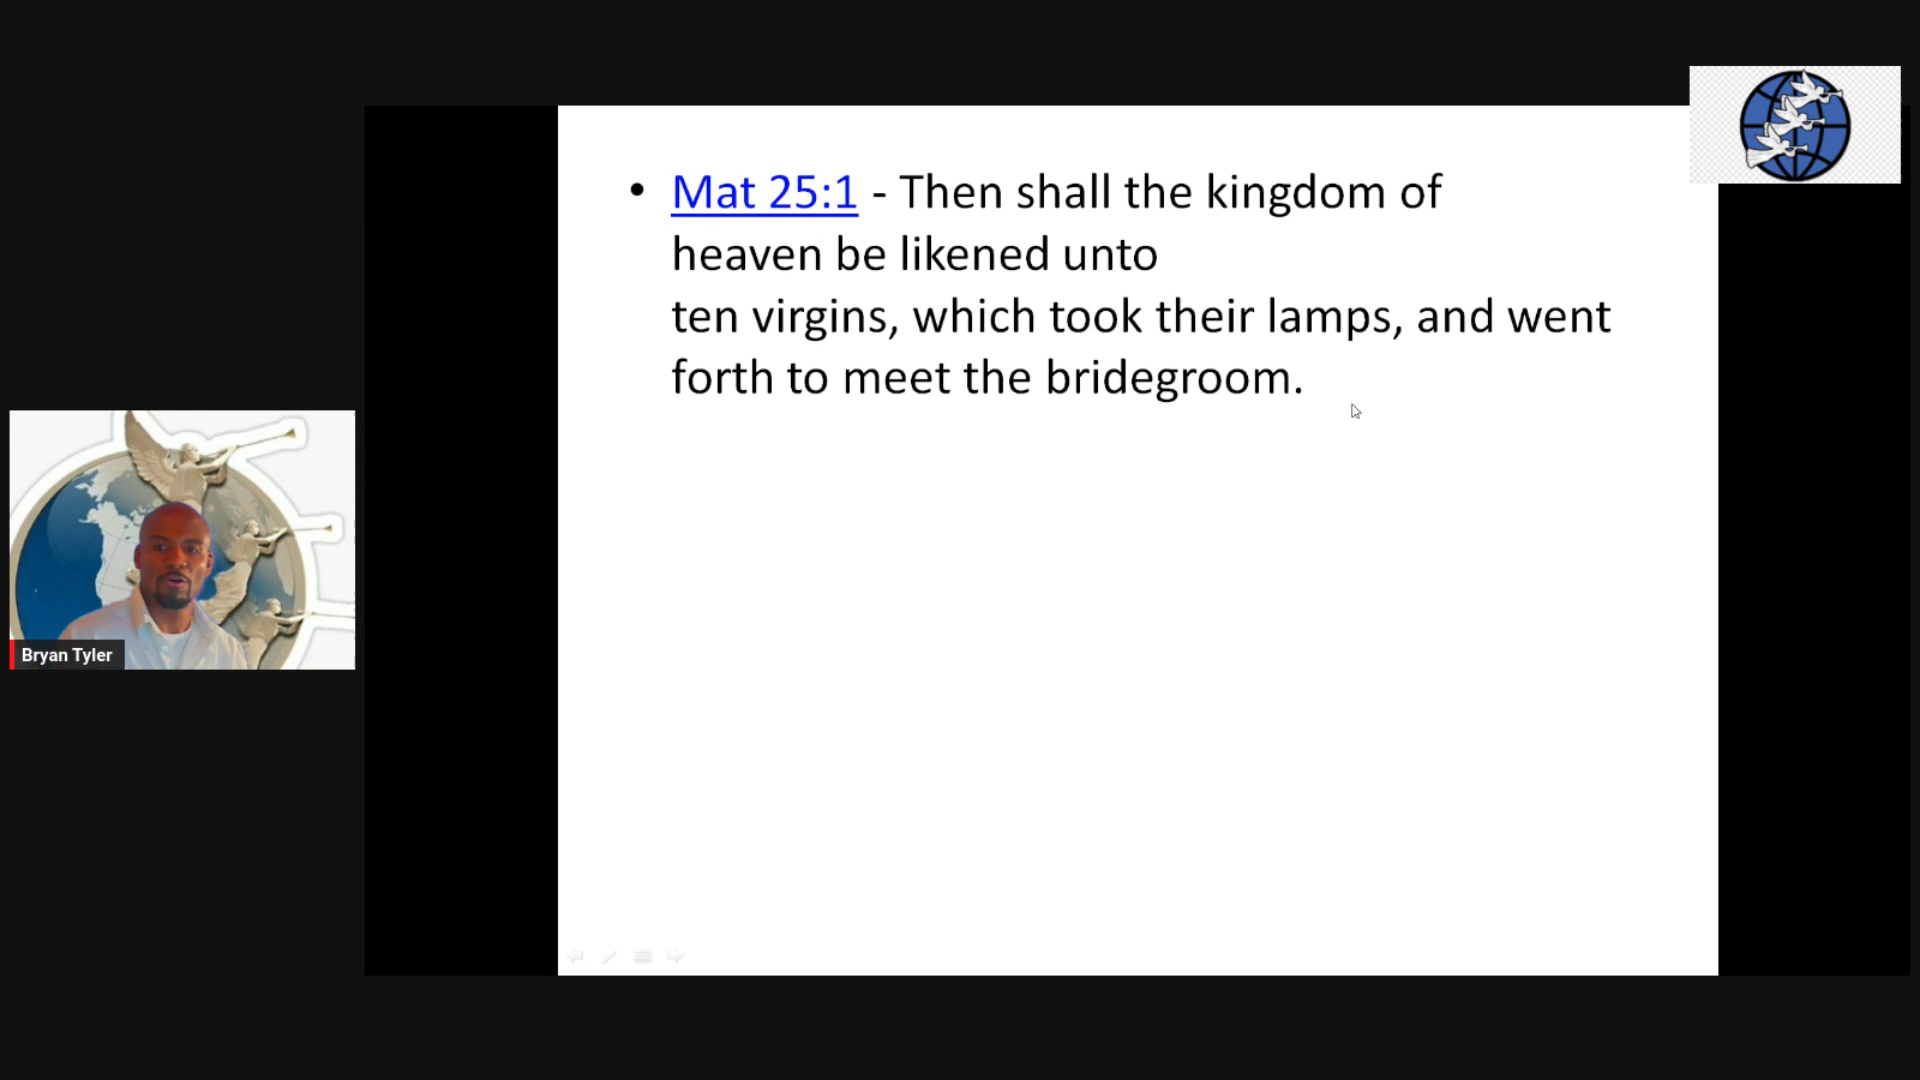 • Mat 25:1 - Then shall the kingdom of
heaven be likened unto
ten virgins, which took their lamps, and went
forth to meet the bridegroom.
Bryan Tyler